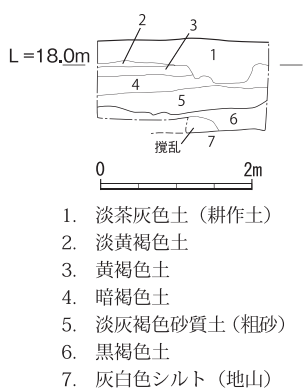 2 3
L=18.0m 1
4
5
6
撹乱 7
0 2m
1. 淡茶灰色土(耕作土)
2. 淡黄褐色土
3. 黄褐色土
4. 暗褐色土
5. 淡灰褐色砂質土(粗砂)
6. 黒褐色土
7. 灰白色シルト(地山)